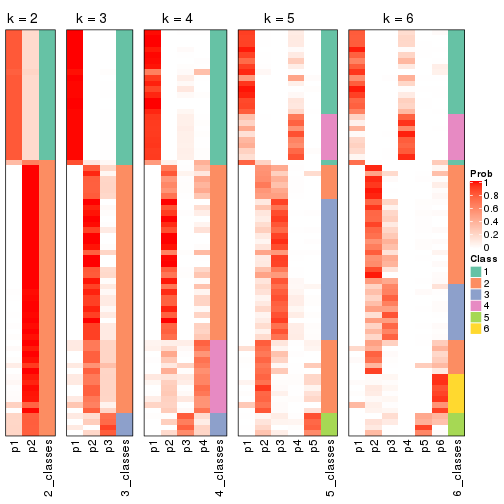 k = 2
k = 3
k = 4
k = 5
k = 6
p1
p2
2_classes
p1
p2
p3
3_classes
p1
p2
p3
p4
4_classes
p1
p2
p3
p4
p5
5_classes
p1
p2
p3
p4
p5
p6
6_classes
Prob
1
0.8
0.6
0.4
0.2
0
Class
1
2
3
4
5
6